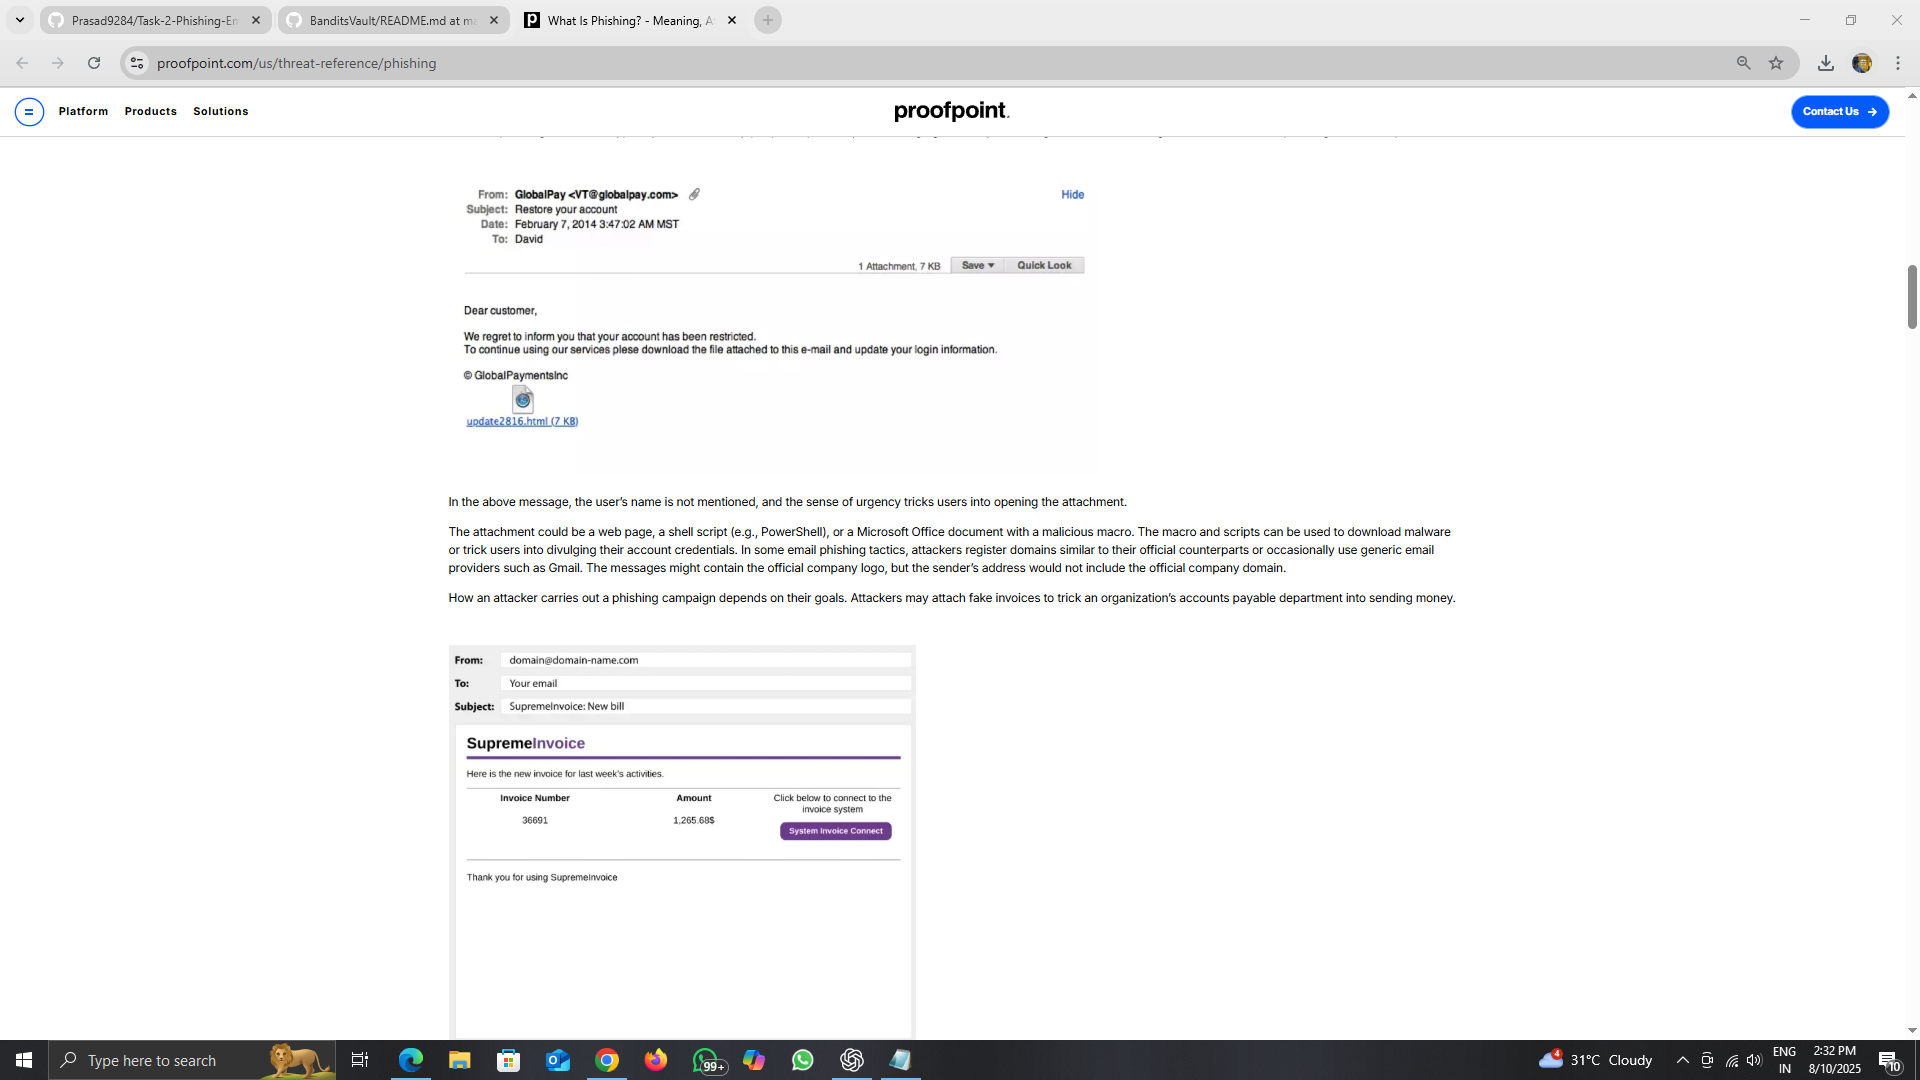 Prasad9284/Task-2-Phishing-Em
BanditsVault/README.md at ma
What Is Phishing? - Meaning, A
proofpoint.com/us/threat-reference/phishing
Platform Products Solutions
proofpoint.
Contact Us
From: GlobalPay <VT@globalpay.com>
Hide
Subject: Restore your account
Date: February 7, 2014 3:47:02 AM MST
To: David
1 Attachment, 7 KB Save Quick Look
Dear customer,
We regret to inform you that your account has been restricted.
To continue using our services plese download the file attached to this e-mail and update your login information.
© GlobalPaymentsInc
update2816.html (7 KB)
In the above message, the user’s name is not mentioned, and the sense of urgency tricks users into opening the attachment.
The attachment could be a web page, a shell script (e.g., PowerShell), or a Microsoft Office document with a malicious macro. The macro and scripts can be used to download malware
or trick users into divulging their account credentials. In some email phishing tactics, attackers register domains similar to their official counterparts or occasionally use generic email
providers such as Gmail. The messages might contain the official company logo, but the sender’s address would not include the official company domain.
How an attacker carries out a phishing campaign depends on their goals. Attackers may attach fake invoices to trick an organization’s accounts payable department into sending money.
From: domain@domain-name.com
To: Your email
Subject: SupremeInvoice: New bill
SupremeInvoice
Here is the new invoice for last week's activities.
Invoice Number Amount Click below to connect to the
invoice system
36691 1,265.68$
System Invoice Connect
Thank you for using SupremeInvoice
Type here to search
99+
4
31°C Cloudy
ENG
IN
2:32 PM
8/10/2025
10